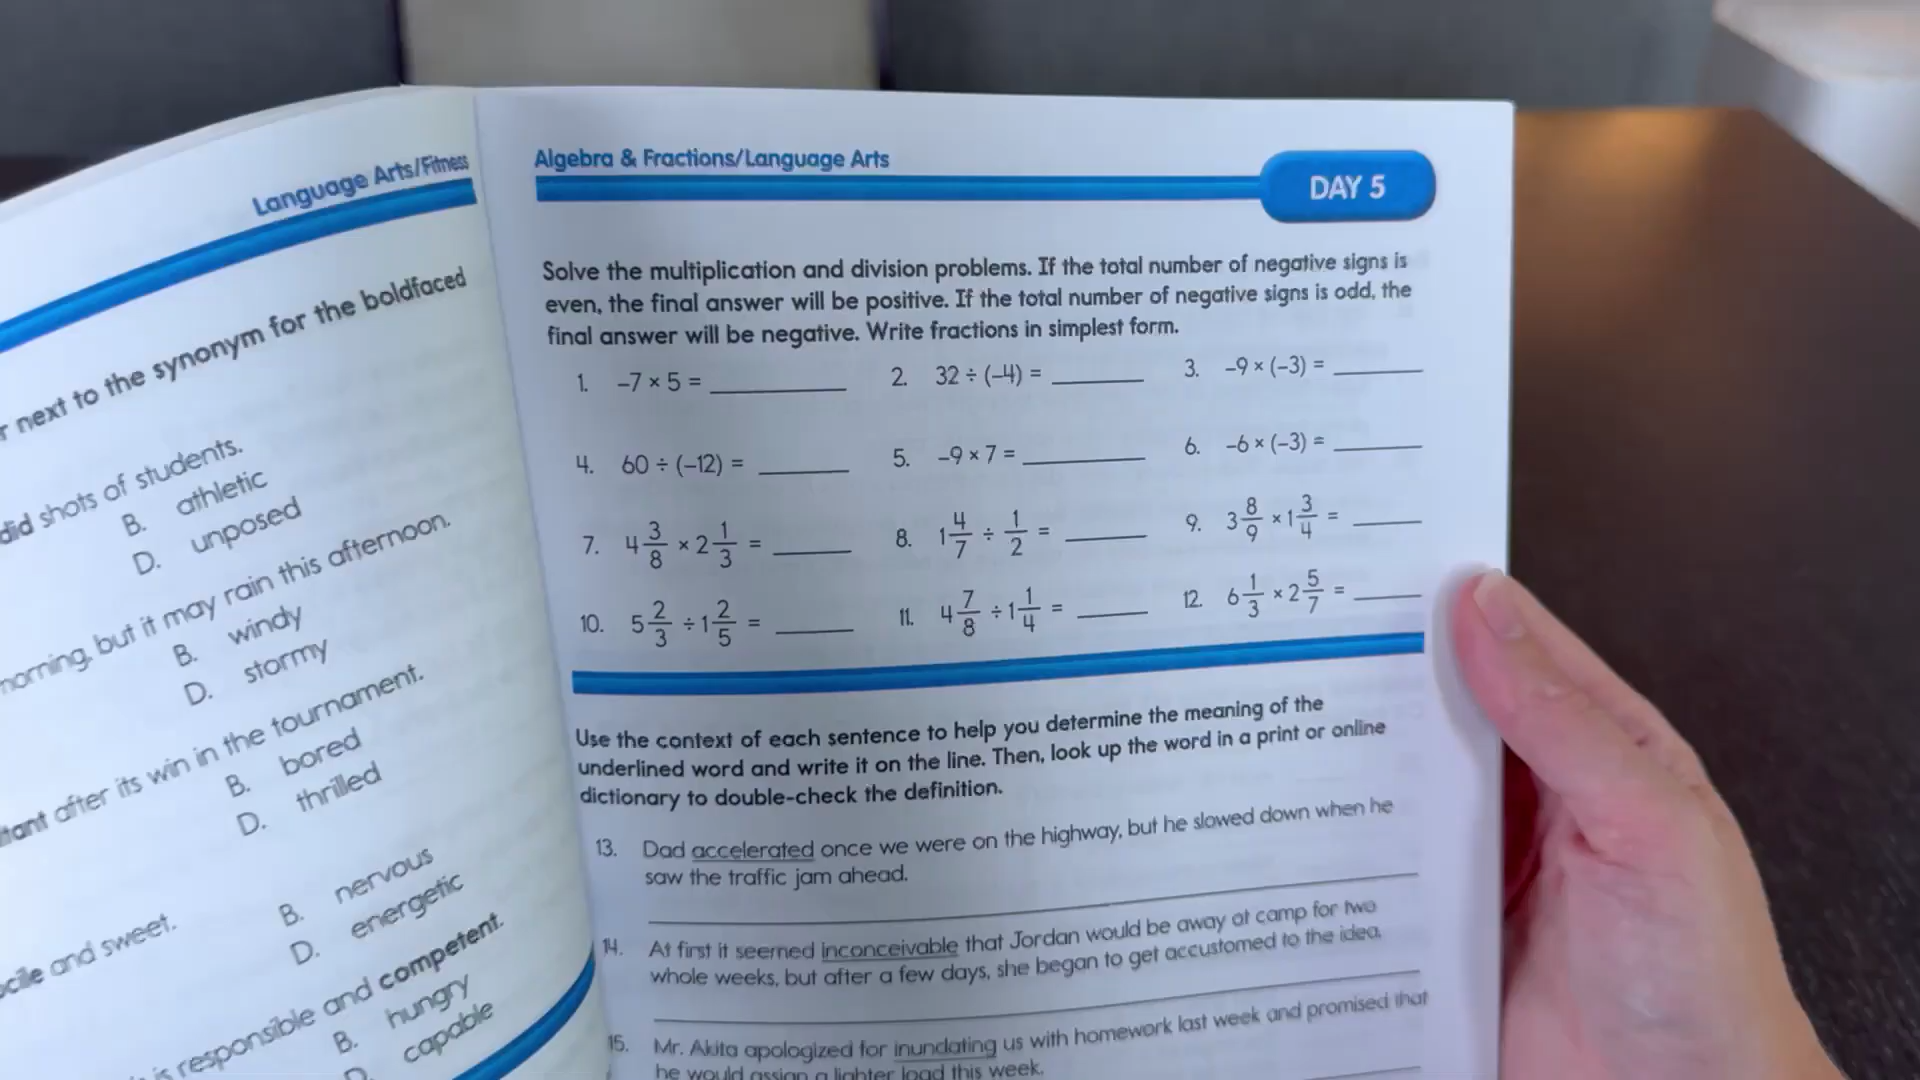 Language Arts/Fitness
next to the synonym for the boldfaced
shots of students.
B. athletic
D. unposed
but it may rain this afternoon.
B. windy
D. stormy
after its win in the tournament.
B. bored
D. thrilled
B. nervous
and sweet.
D. energetic
is responsible and competent.
B. hungry
capable
Algebra & Fractions/Language Arts
DAY 5
Solve the multiplication and division problems. If the total number of negative signs is
even, the final answer will be positive. If the total number of negative signs is odd, the
final answer will be negative. Write fractions in simplest form.
1. -7 × 5 = ______ 2. 32 ÷ (-4) = ______ 3. -9 × (-3) = ______
4. 60 ÷ (-12) = ______ 5. -9 × 7 = ______ 6. -6 × (-3) = ______
7. 4 3/8 × 2 1/3 = ______ 8. 1 4/7 ÷ 1/2 = ______ 9. 3 8/9 × 1 3/4 = ______
10. 5 2/3 ÷ 1 2/5 = ______ 11. 4 7/8 ÷ 1 1/4 = ______ 12. 6 1/3 × 2 5/7 = ______
Use the context of each sentence to help you determine the meaning of the
underlined word and write it on the line. Then, look up the word in a print or online
dictionary to double-check the definition.
13. Dad accelerated once we were on the highway, but he slowed down when he
saw the traffic jam ahead.
14. At first it seemed inconceivable that Jordan would be away at camp for two
whole weeks, but after a few days, she began to get accustomed to the idea.
15. Mr. Akita apologized for inundating us with homework last week and promised that
he would assign a lighter load this week.